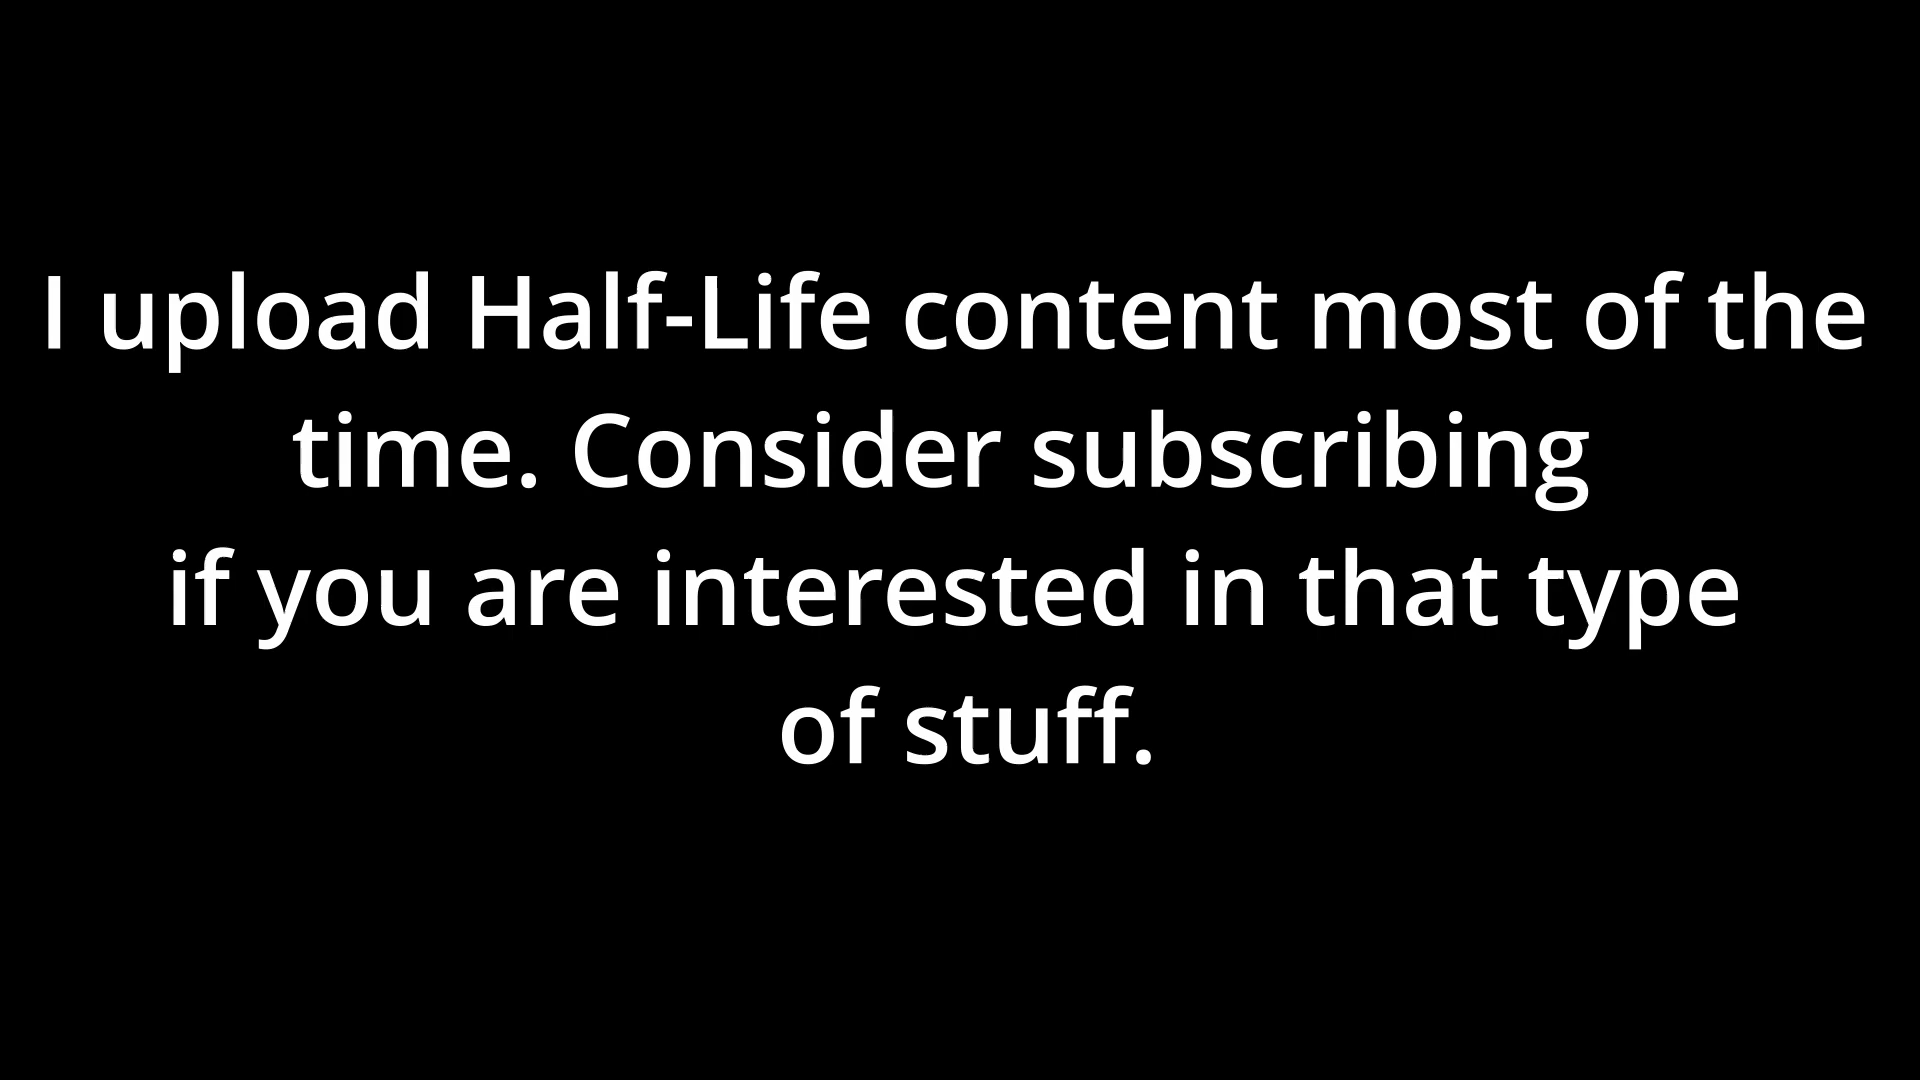 I upload Half-Life content most of the
time. Consider subscribing
if you are interested in that type
of stuff.